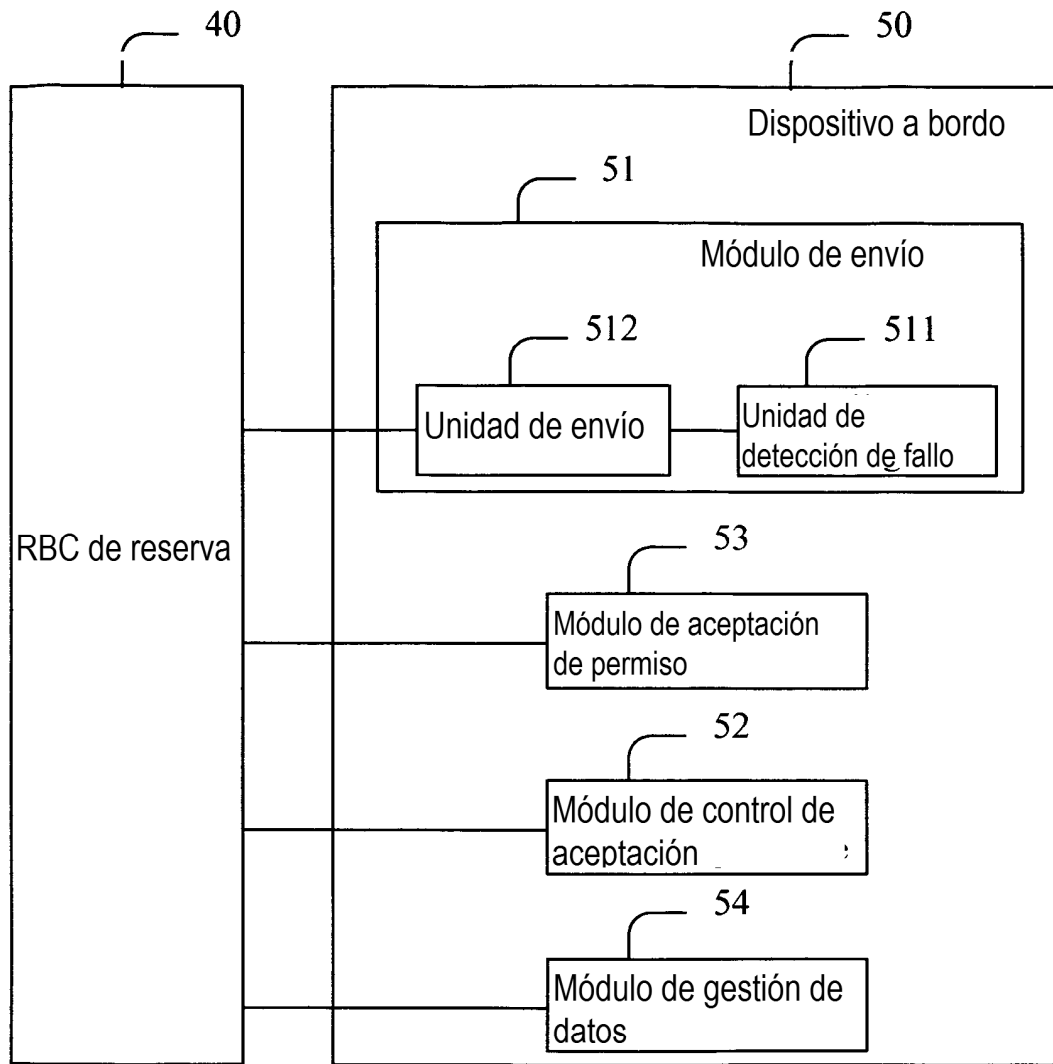 40
50
Dispositivo a bordo
51
Módulo de envío
512
511
Unidad de envío
Unidad de
detección de fallo
RBC de reserva
53
Módulo de aceptación
de permiso
52
Módulo de control de
aceptación
54
Módulo de gestión de
datos